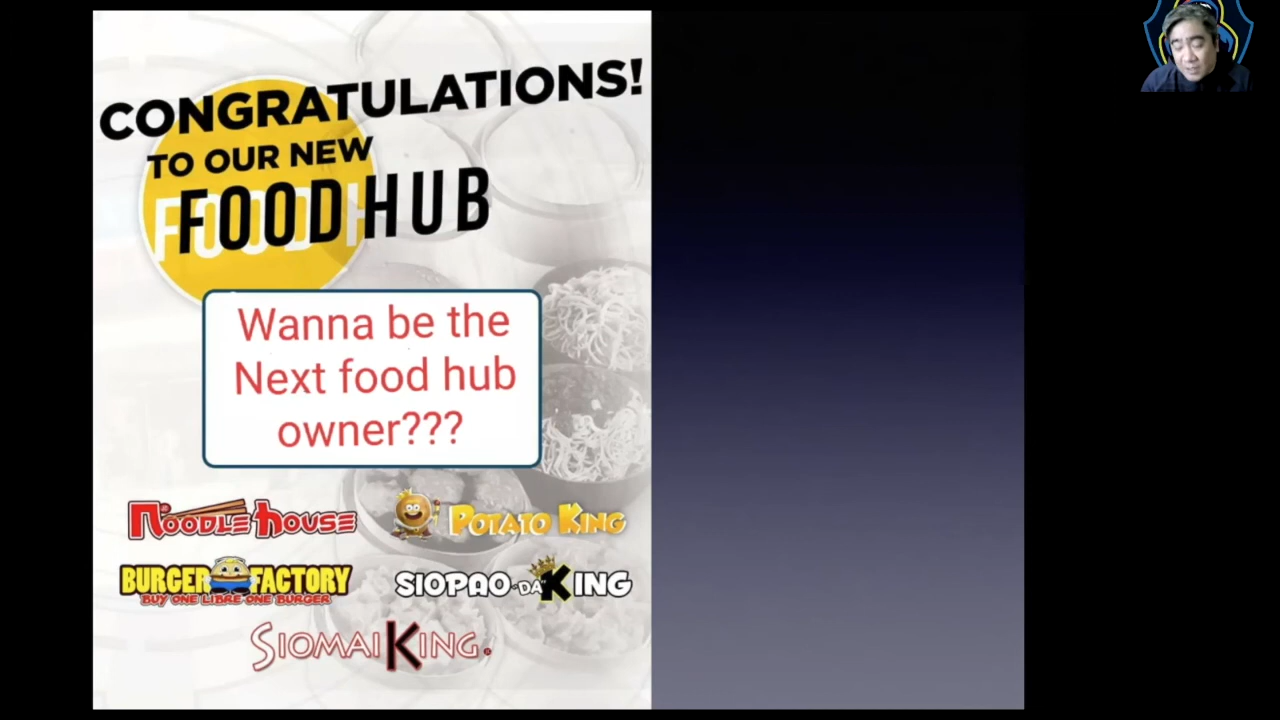 CONGRATULATIONS!
TO OUR NEW
FOOD HUB
Wanna be the
Next food hub
owner???
NOODLE HOUSE
POTATO KING
BURGER FACTORY
BUY ONE LIBRE ONE BURGER
SIOPAO "DA" KING
SIOMAI KING